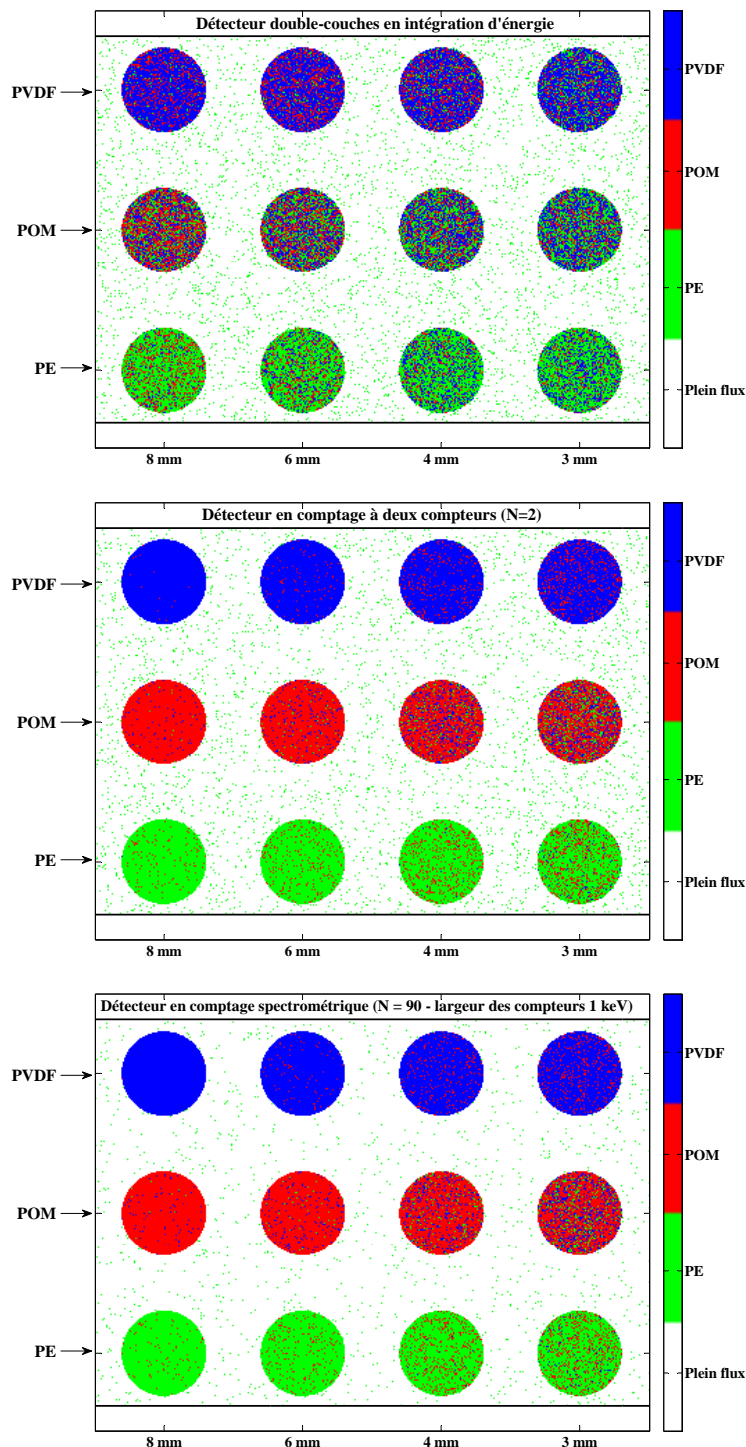 Détecteur double-couches en intégration d'énergie
PVDF
POM
PE
8 mm 6 mm 4 mm 3 mm
PVDF
POM
PE
Plein flux
Détecteur en comptage à deux compteurs (N=2)
PVDF
POM
PE
8 mm 6 mm 4 mm 3 mm
PVDF
POM
PE
Plein flux
Détecteur en comptage spectrométrique (N = 90 - largeur des compteurs 1 keV)
PVDF
POM
PE
8 mm 6 mm 4 mm 3 mm
PVDF
POM
PE
Plein flux